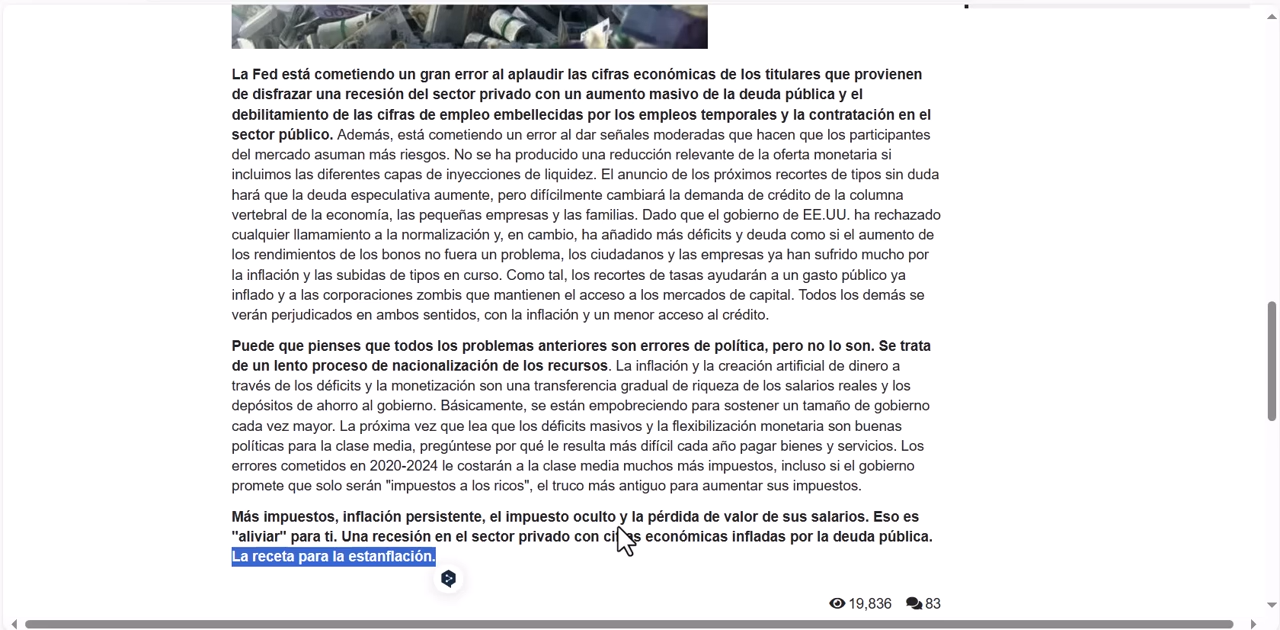 La Fed está cometiendo un gran error al aplaudir las cifras económicas de los titulares que provienen
de disfrazar una recesión del sector privado con un aumento masivo de la deuda pública y el
debilitamiento de las cifras de empleo embellecidas por los empleos temporales y la contratación en el
sector público. Además, está cometiendo un error al dar señales moderadas que hacen que los participantes
del mercado asuman más riesgos. No se ha producido una reducción relevante de la oferta monetaria si
incluimos las diferentes capas de inyecciones de liquidez. El anuncio de los próximos recortes de tipos sin duda
hará que la deuda especulativa aumente, pero difícilmente cambiará la demanda de crédito de la columna
vertebral de la economía, las pequeñas empresas y las familias. Dado que el gobierno de EE.UU. ha rechazado
cualquier llamamiento a la normalización y, en cambio, ha añadido más déficits y deuda como si el aumento de
los rendimientos de los bonos no fuera un problema, los ciudadanos y las empresas ya han sufrido mucho por
la inflación y las subidas de tipos en curso. Como tal, los recortes de tasas ayudarán a un gasto público ya
inflado y a las corporaciones zombis que mantienen el acceso a los mercados de capital. Todos los demás se
verán perjudicados en ambos sentidos, con la inflación y un menor acceso al crédito.
Puede que pienses que todos los problemas anteriores son errores de política, pero no lo son. Se trata
de un lento proceso de nacionalización de los recursos. La inflación y la creación artificial de dinero a
través de los déficits y la monetización son una transferencia gradual de riqueza de los salarios reales y los
depósitos de ahorro al gobierno. Básicamente, se están empobreciendo para sostener un tamaño de gobierno
cada vez mayor. La próxima vez que lea que los déficits masivos y la flexibilización monetaria son buenas
políticas para la clase media, pregúntese por qué le resulta más difícil cada año pagar bienes y servicios. Los
errores cometidos en 2020-2024 le costarán a la clase media muchos más impuestos, incluso si el gobierno
promete que solo serán "impuestos a los ricos", el truco más antiguo para aumentar sus impuestos.
Más impuestos, inflación persistente, el impuesto oculto y la pérdida de valor de sus salarios. Eso es
"aliviar" para ti. Una recesión en el sector privado con cifras económicas infladas por la deuda pública.
La receta para la estanflación.
19,836 83